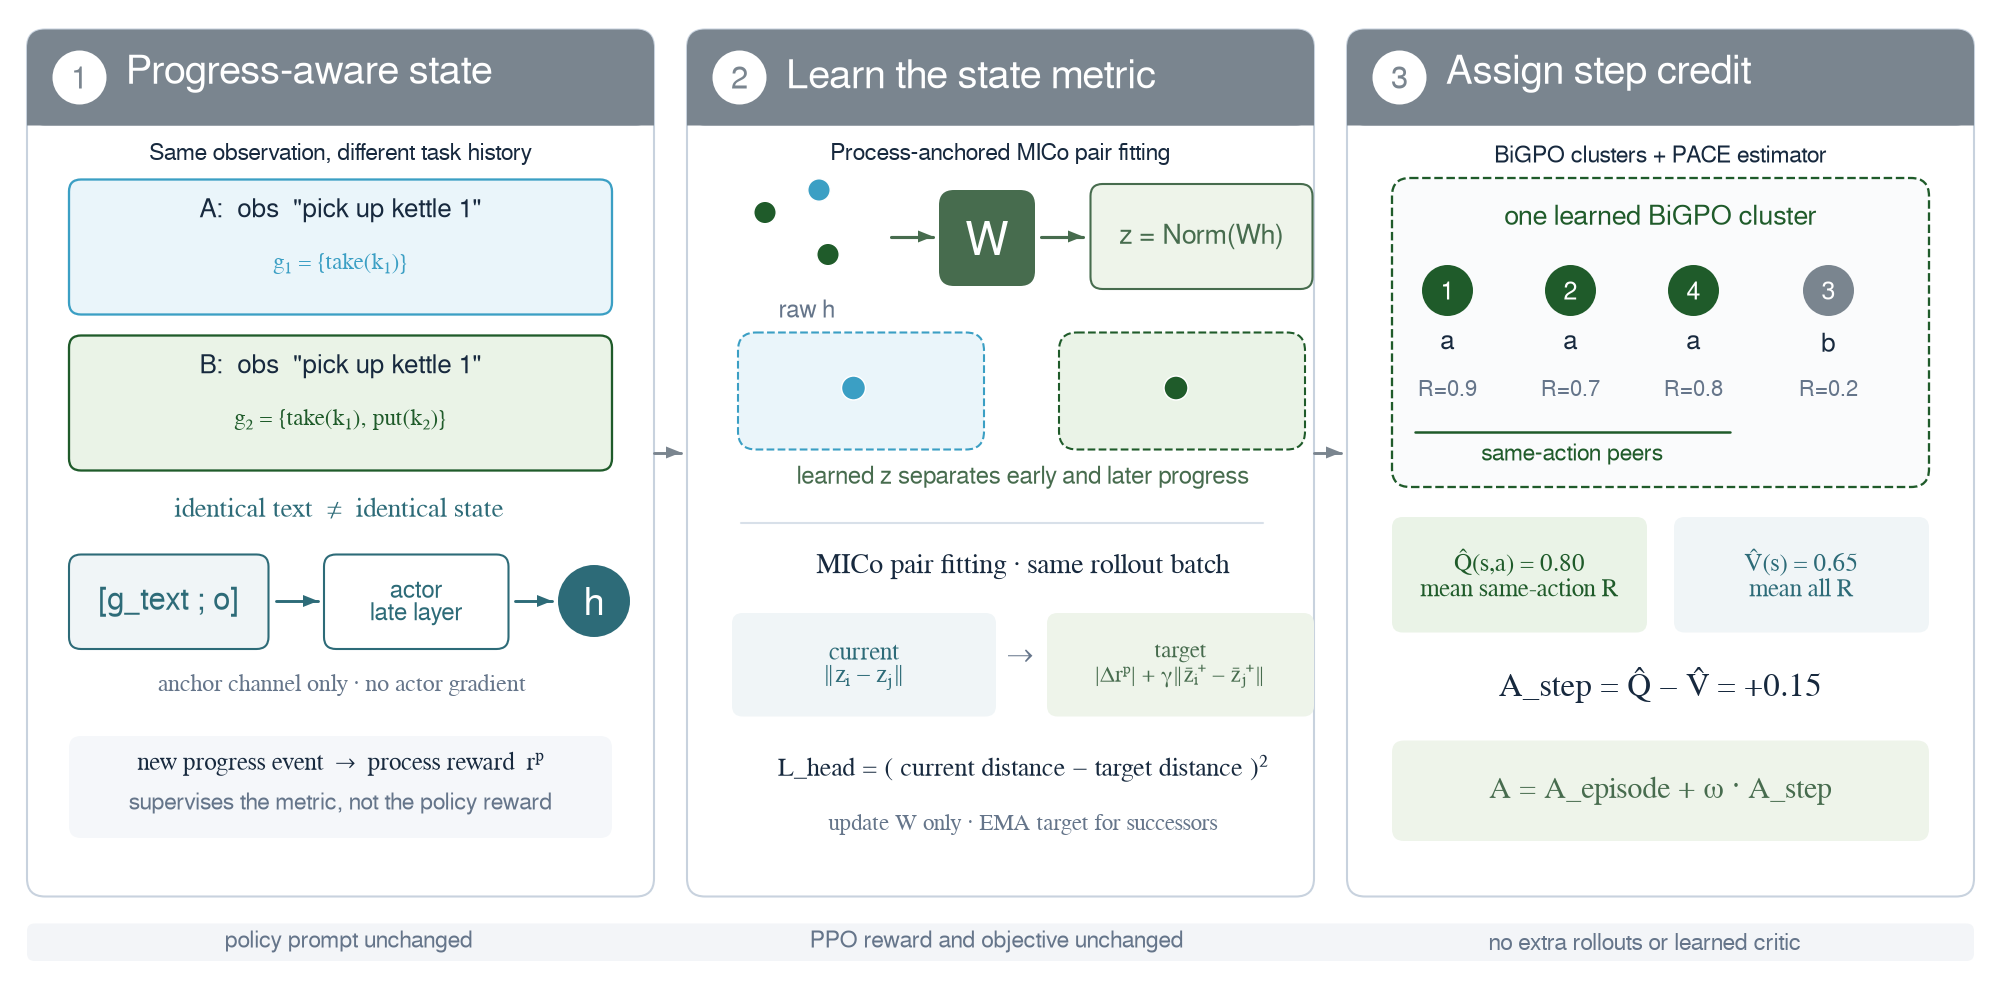 1 Progress-aware state
Same observation, different task history
A: obs "pick up kettle 1"
g₁ = {take(k₁)}
B: obs "pick up kettle 1"
g₂ = {take(k₁), put(k₂)}
identical text ≠ identical state
[g_text ; o]
actor
late layer
h
anchor channel only · no actor gradient
new progress event → process reward rᵖ
supervises the metric, not the policy reward
2 Learn the state metric
Process-anchored MICo pair fitting
W
z = Norm(Wh)
raw h
learned z separates early and later progress
MICo pair fitting · same rollout batch
current
‖zᵢ − zⱼ‖
→
target
|Δrᵖ| + γ‖z̄ᵢ⁺ − z̄ⱼ⁺‖
L_head = ( current distance − target distance )²
update W only · EMA target for successors
3 Assign step credit
BiGPO clusters + PACE estimator
one learned BiGPO cluster
1 2 4 3
a a a b
R=0.9 R=0.7 R=0.8 R=0.2
same-action peers
Q̂(s,a) = 0.80
mean same-action R
V̂(s) = 0.65
mean all R
A_step = Q̂ − V̂ = +0.15
A = A_episode + ω · A_step
policy prompt unchanged
PPO reward and objective unchanged
no extra rollouts or learned critic